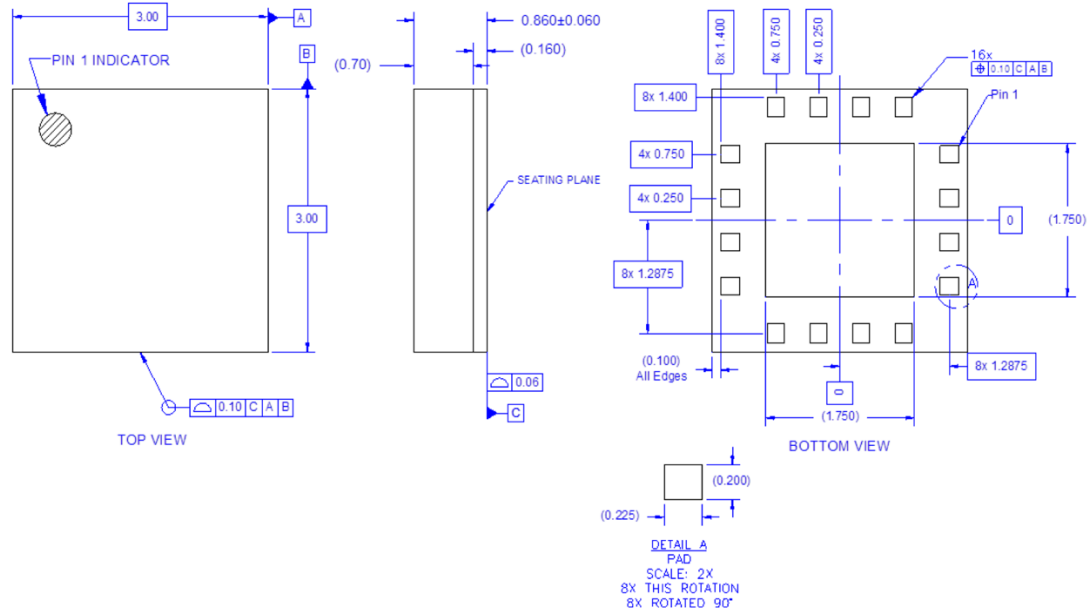 3.00
A
B
PIN 1 INDICATOR
3.00
0.10 C A B
TOP VIEW
0.860±0.060
(0.160)
(0.70)
SEATING PLANE
0.06
C
8x 1.400
4x 0.750
4x 0.250
16x
0.10 C A B
Pin 1
8x 1.400
4x 0.750
4x 0.250
0
(1.750)
8x 1.2875
A
(0.100)
All Edges
8x 1.2875
0
(1.750)
BOTTOM VIEW
(0.200)
(0.225)
DETAIL A
PAD
SCALE: 2X
8X THIS ROTATION
8X ROTATED 90°